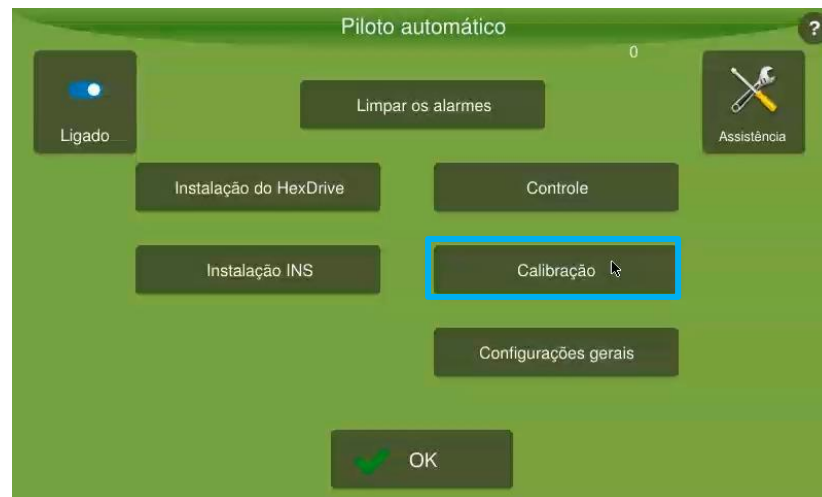 Piloto automático
?
0
Ligado
Limpar os alarmes
Assistência
Instalação do HexDrive
Controle
Instalação INS
Calibração
Configurações gerais
OK